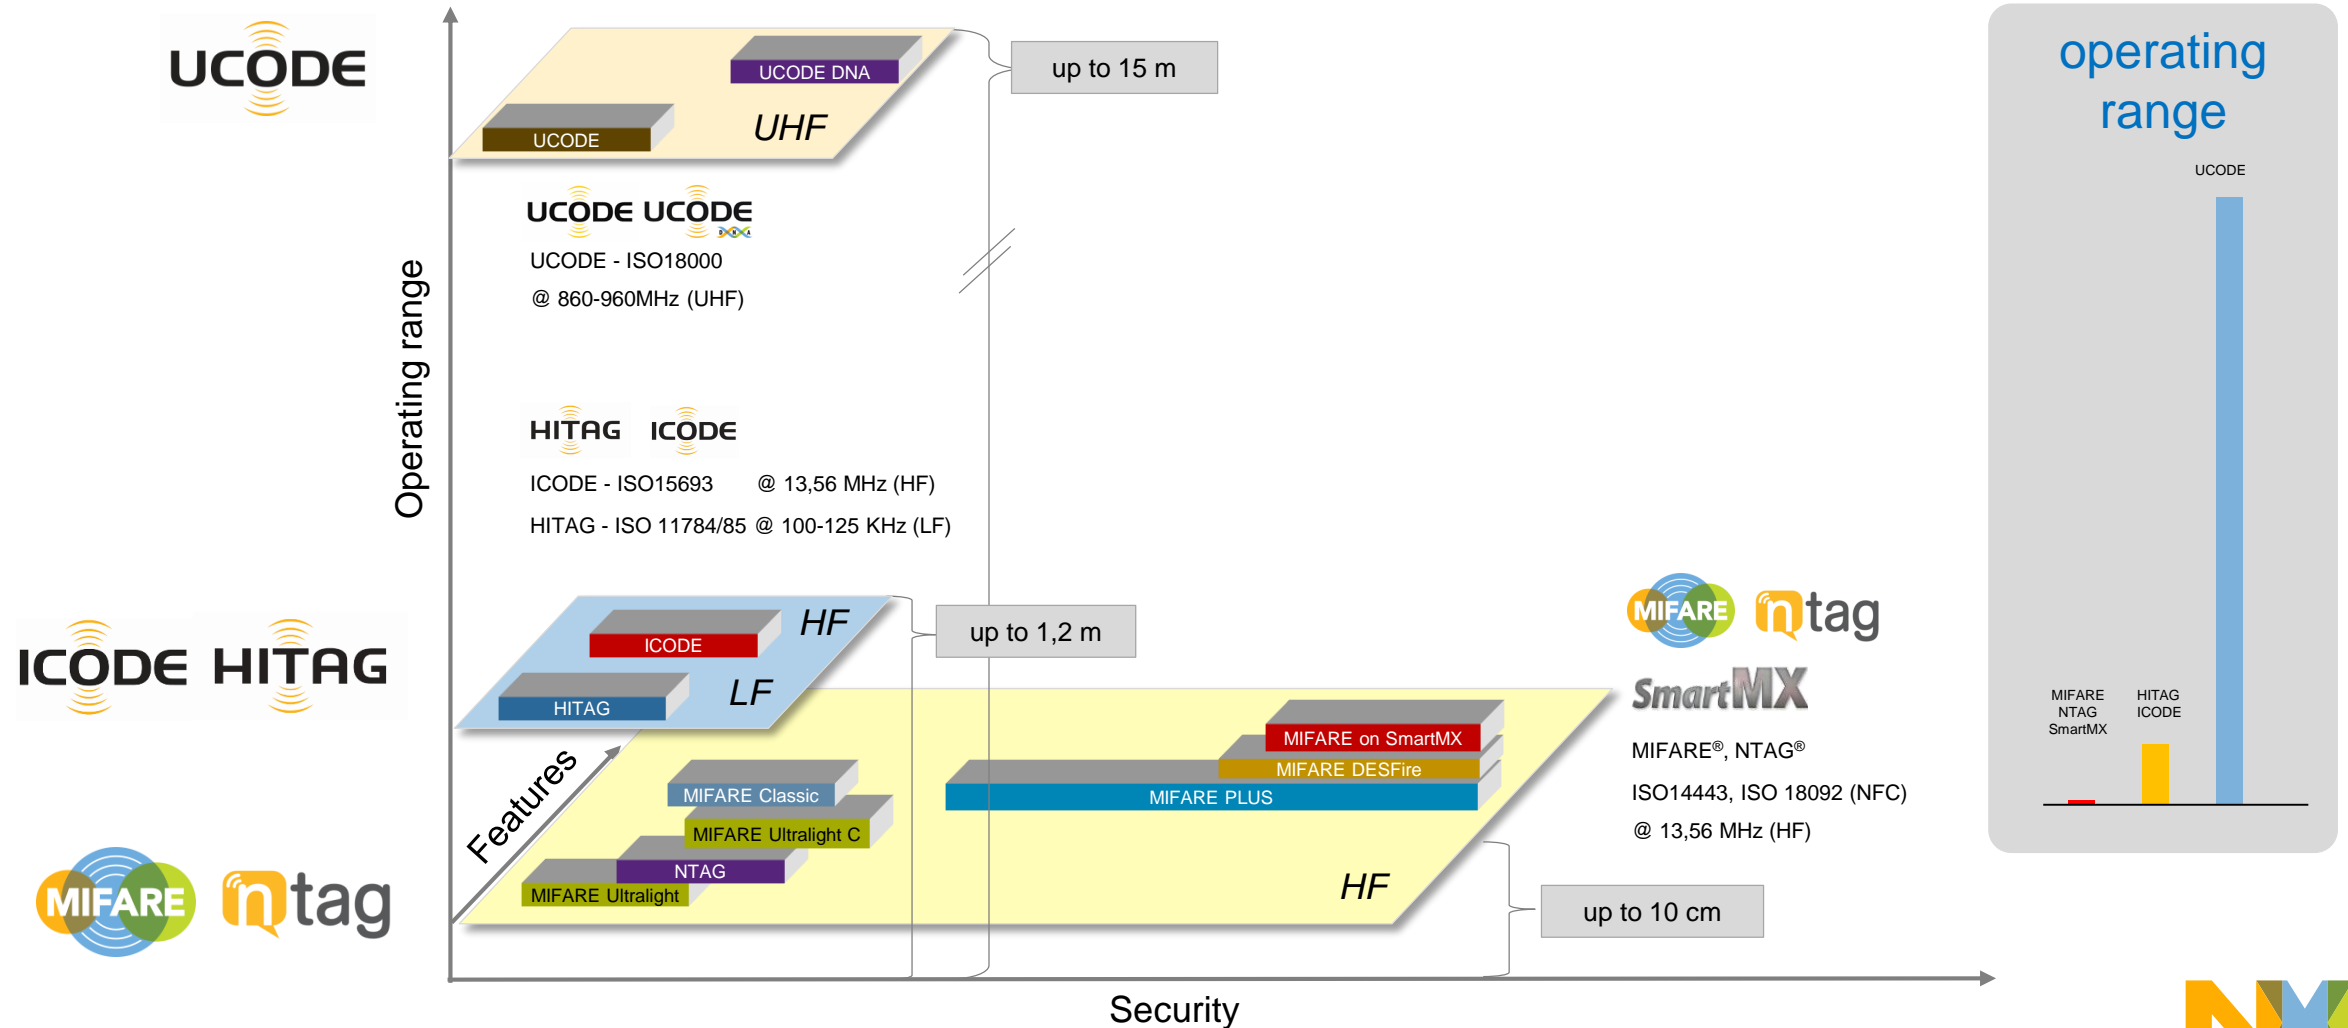 UCODE
UCODE DNA
UCODE
UHF
up to 15 m
operating
range
UCODE
UCODE UCODE
DNA
UCODE - ISO18000
@ 860-960MHz (UHF)
Operating range
HITAG ICODE
ICODE - ISO15693 @ 13,56 MHz (HF)
HITAG - ISO 11784/85 @ 100-125 KHz (LF)
ICODE HITAG
HF
ICODE
LF
HITAG
up to 1,2 m
MIFARE ntag
SmartMX
MIFARE®, NTAG®
ISO14443, ISO 18092 (NFC)
@ 13,56 MHz (HF)
MIFARE
NTAG
SmartMX
HITAG
ICODE
Features
MIFARE on SmartMX
MIFARE DESFire
MIFARE PLUS
MIFARE Classic
MIFARE Ultralight C
NTAG
MIFARE Ultralight
HF
MIFARE ntag
up to 10 cm
Security